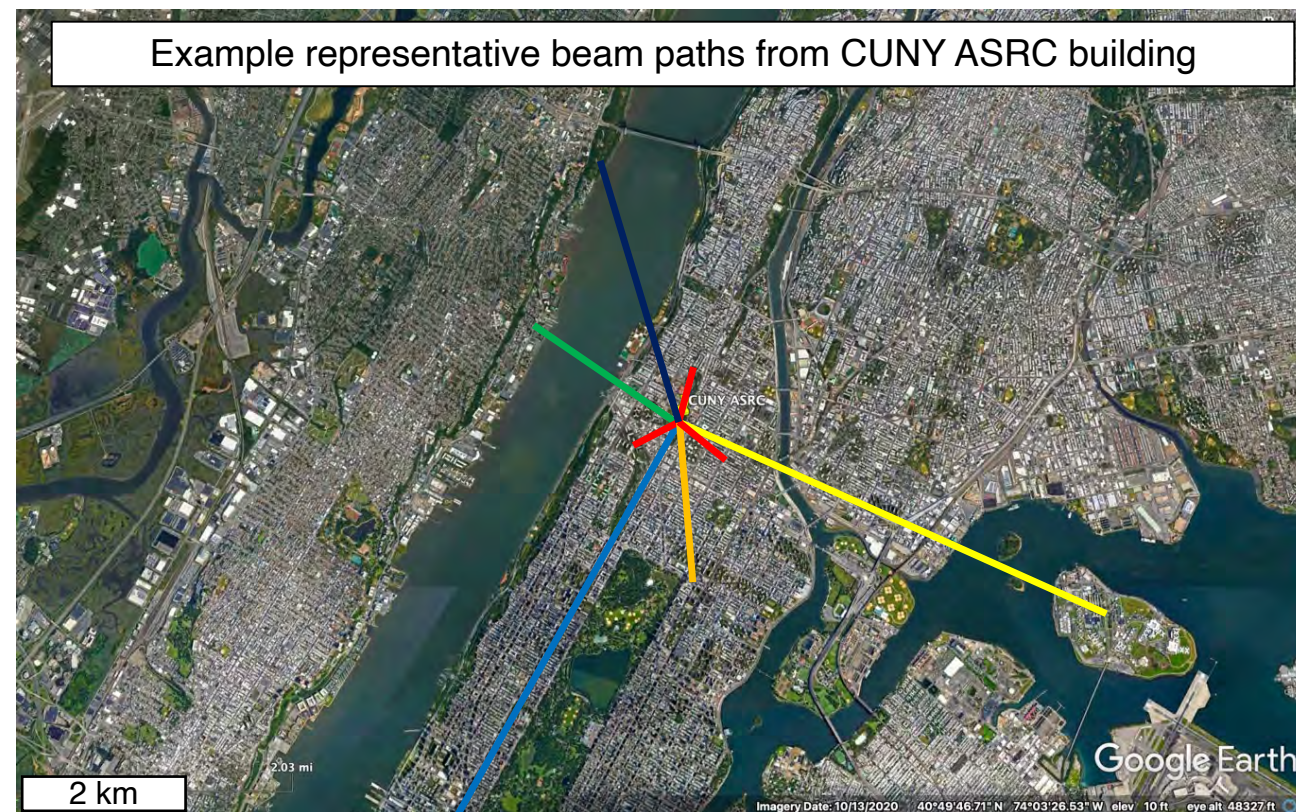 Example representative beam paths from CUNY ASRC building
CUNY ASRC
2.03 mi
2 km
Google Earth
Imagery Date: 10/13/2020 40°49'46.71" N 74°03'26.53" W elev 10 ft eye alt 48327 ft